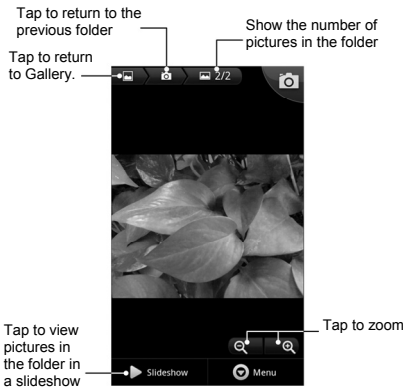 Tap to return to the
previous folder
Show the number of
pictures in the folder
Tap to return
to Gallery.
2/2
Tap to zoom
Tap to view
pictures in
the folder in
a slideshow
Slideshow
Menu